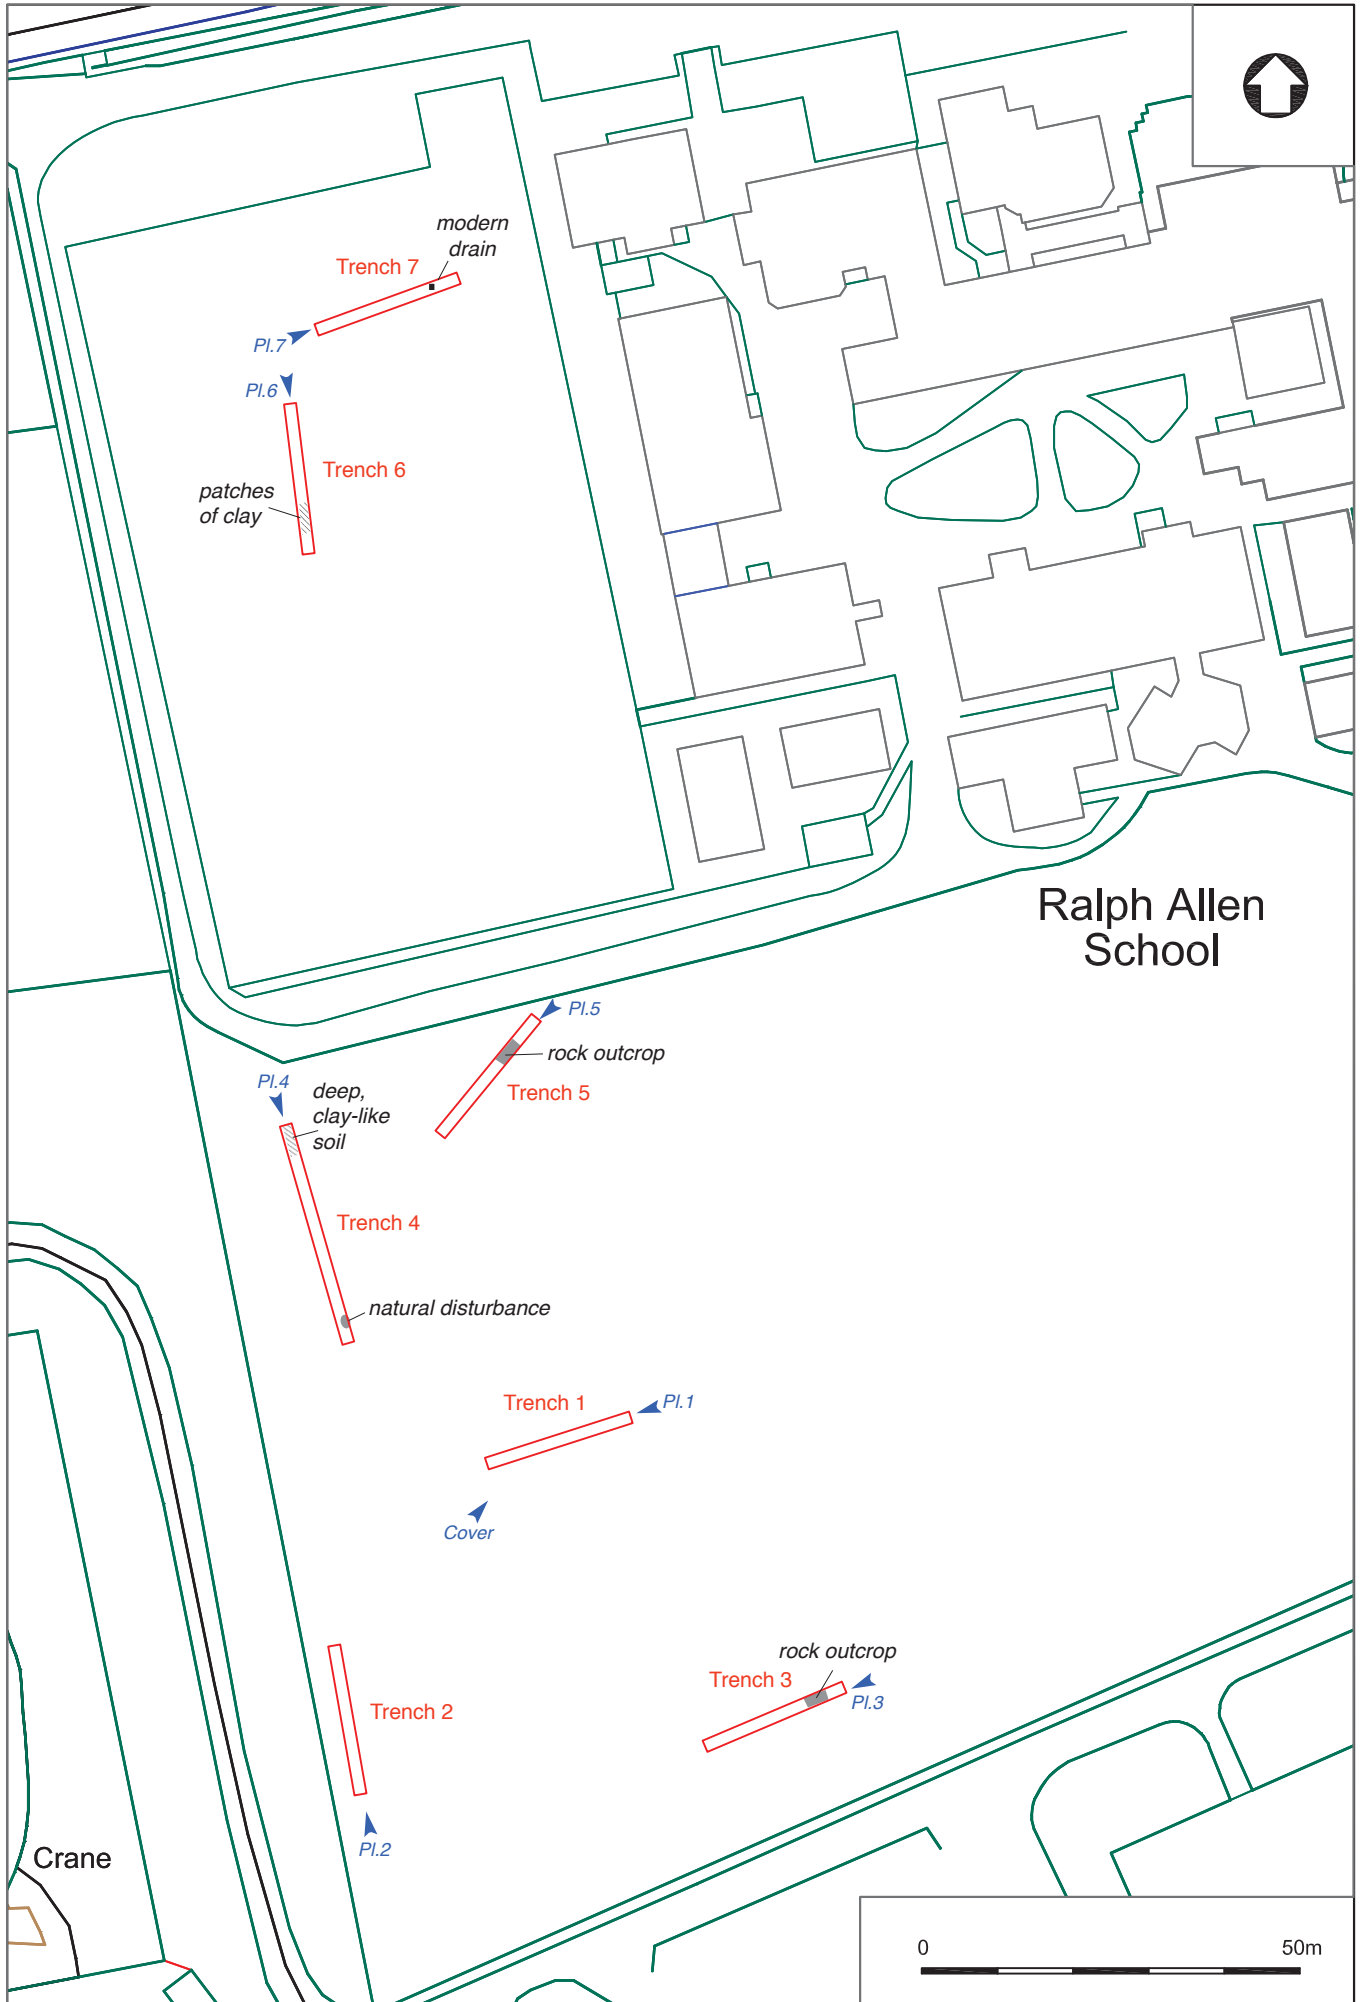 modern
drain
Trench 7
Pl.7
Pl.6
Trench 6
patches
of clay
Ralph Allen
School
Pl.5
rock outcrop
Trench 5
Pl.4
deep,
clay-like
soil
Trench 4
natural disturbance
Trench 1
Pl.1
Cover
rock outcrop
Trench 3
Pl.3
Trench 2
Pl.2
Crane
0 50m